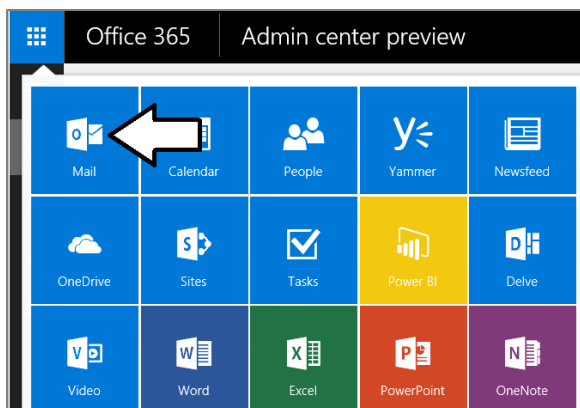 Office 365 Admin center preview
Mail Calendar People Yammer Newsfeed
OneDrive Sites Tasks Power BI Delve
Video Word Excel PowerPoint OneNote